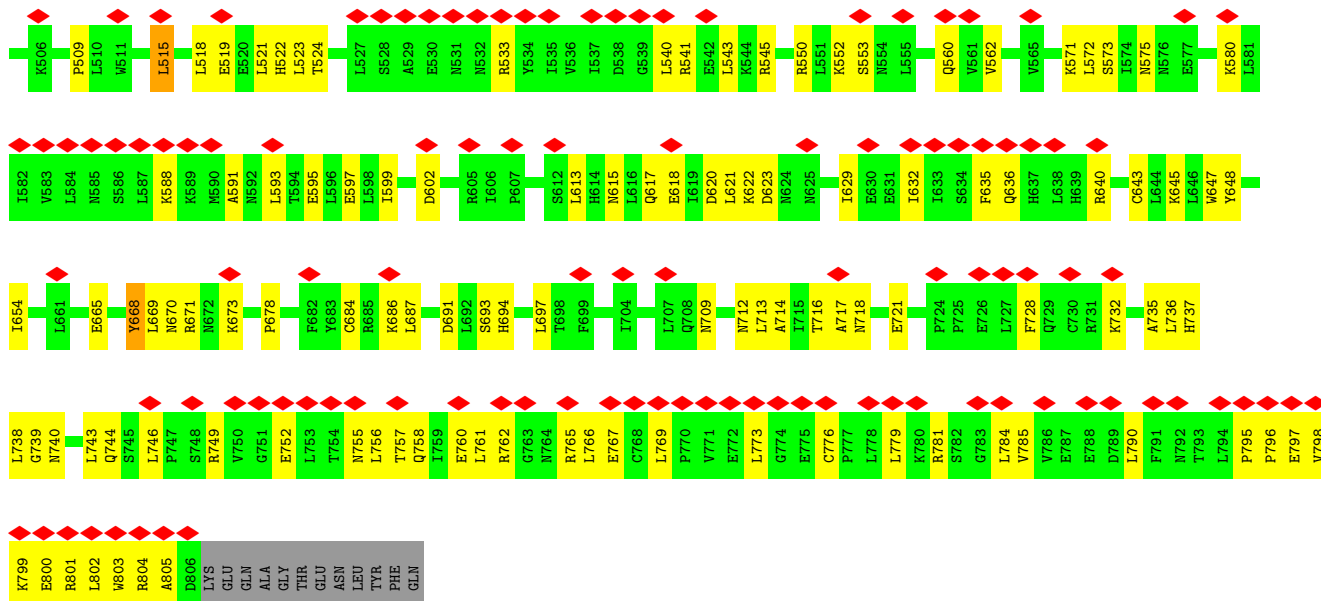 K506 P509 L510 W511 L515 L518 E519 E520 L521 H522 L523 T524 L527 S528 A529 E530 N531 N532 R533 Y534 I535 V536 I537 D538 G539 L540 R541 E542 L543 K544 R545 R550 L551 K552 S553 N554 L555 Q560 V561 V562 V565 K571 L572 S573 I574 N575 N576 E577 K580 L581
I582 V583 L584 N585 S586 L587 K588 K589 M590 A591 N592 L593 T594 E595 L596 E597 L598 I599 D602 R605 I606 P607 S612 L613 H614 N615 L616 Q617 E618 I619 D620 L621 K622 D623 N624 N625 I629 E630 E631 I632 I633 S634 F635 Q636 H637 L638 H639 R640 C643 L644 K645 L646 W647 Y648
I654 L661 E665 Y668 L669 N670 R671 N672 K673 P678 F682 Y683 C684 R685 K686 L687 D691 L692 S693 H694 L697 T698 F699 I704 L707 Q708 N709 N712 L713 A714 I715 T716 A717 N718 E721 P724 P725 E726 L727 F728 Q729 C730 R731 K732 A735 L736 H737
L738 G739 N740 L743 Q744 S745 L746 P747 S748 R749 V750 G751 E752 L753 T754 N755 L756 T757 Q758 I759 E760 L761 R762 G763 N764 R765 L766 E767 C768 L769 P770 V771 E772 L773 G774 E775 C776 P777 L778 L779 K780 R781 S782 G783 L784 V785 V786 E787 E788 D789 L790 F791 N792 T793 L794 P795 P796 E797 V798
K799 E800 R801 L802 W803 R804 A805 D806 LYS GLU GLN ALA GLY THR GLU ASN LEU TYR PHE GLN